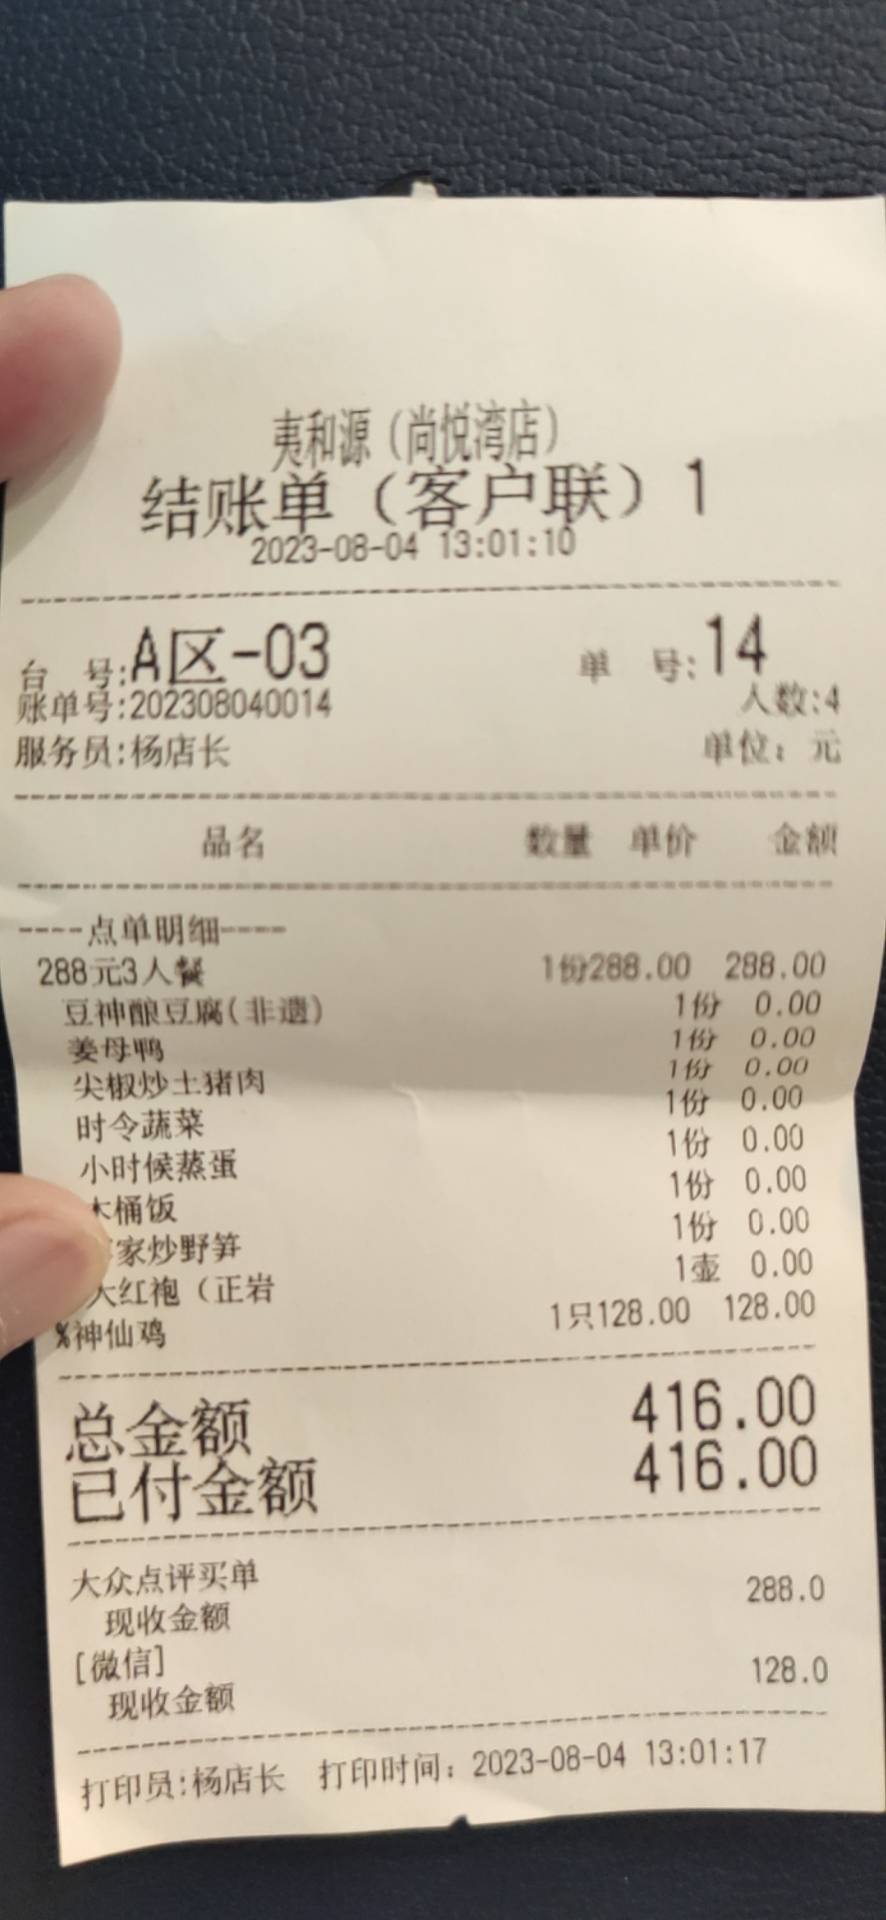 夷和源（尚悦湾店）
结账单（客户联）1
2023-08-04 13:01:10
台 号:A区-03 单 号:14
账单号:202308040014 人数:4
服务员:杨店长 单位：元
品名 数量 单价 金额
----点单明细----
288元3人餐 1份288.00 288.00
豆神酿豆腐(非遗) 1份 0.00
姜母鸭 1份 0.00
尖椒炒土猪肉 1份 0.00
时令蔬菜 1份 0.00
小时候蒸蛋 1份 0.00
木桶饭 1份 0.00
家炒野笋 1份 0.00
大红袍（正岩 1壶 0.00
%神仙鸡 1只128.00 128.00
总金额 416.00
已付金额 416.00
大众点评买单
现收金额 288.0
[微信]
现收金额 128.0
打印员:杨店长 打印时间：2023-08-04 13:01:17